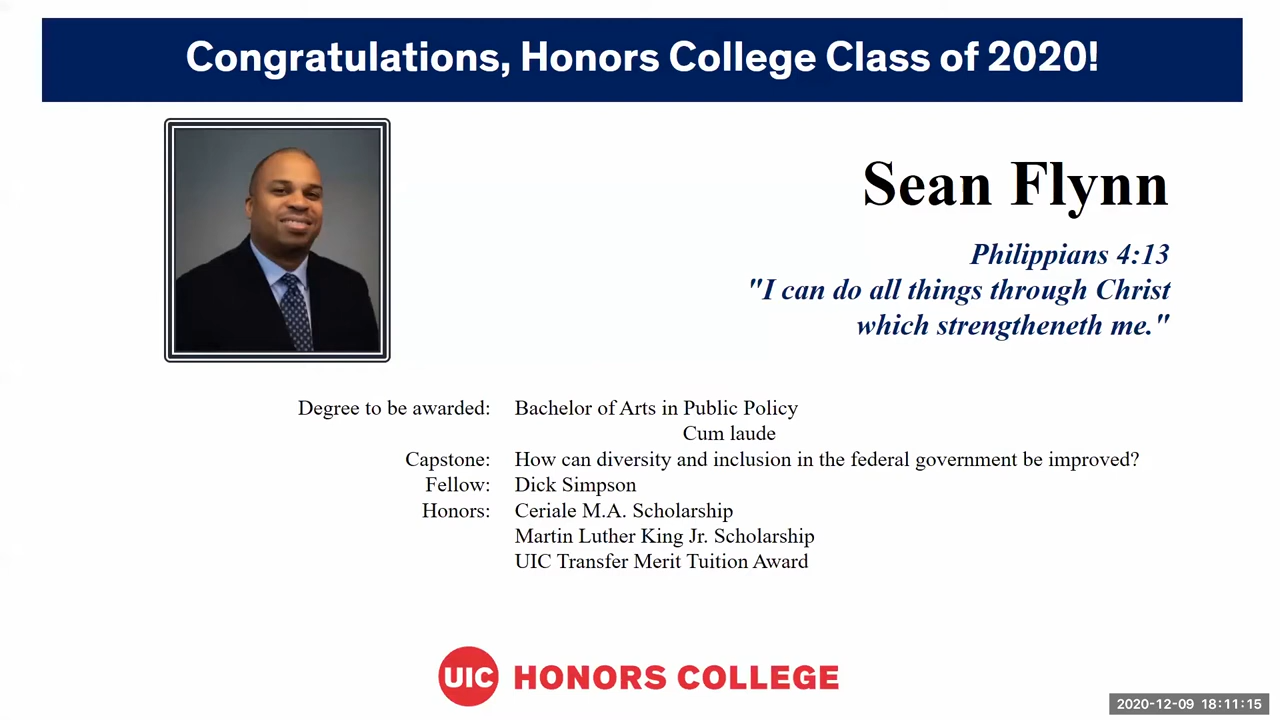 Congratulations, Honors College Class of 2020!
Sean Flynn
Philippians 4:13
"I can do all things through Christ
which strengtheneth me."
Degree to be awarded: Bachelor of Arts in Public Policy
Cum laude
Capstone: How can diversity and inclusion in the federal government be improved?
Fellow: Dick Simpson
Honors: Ceriale M.A. Scholarship
Martin Luther King Jr. Scholarship
UIC Transfer Merit Tuition Award
UIC HONORS COLLEGE
2020-12-09 18:11:15